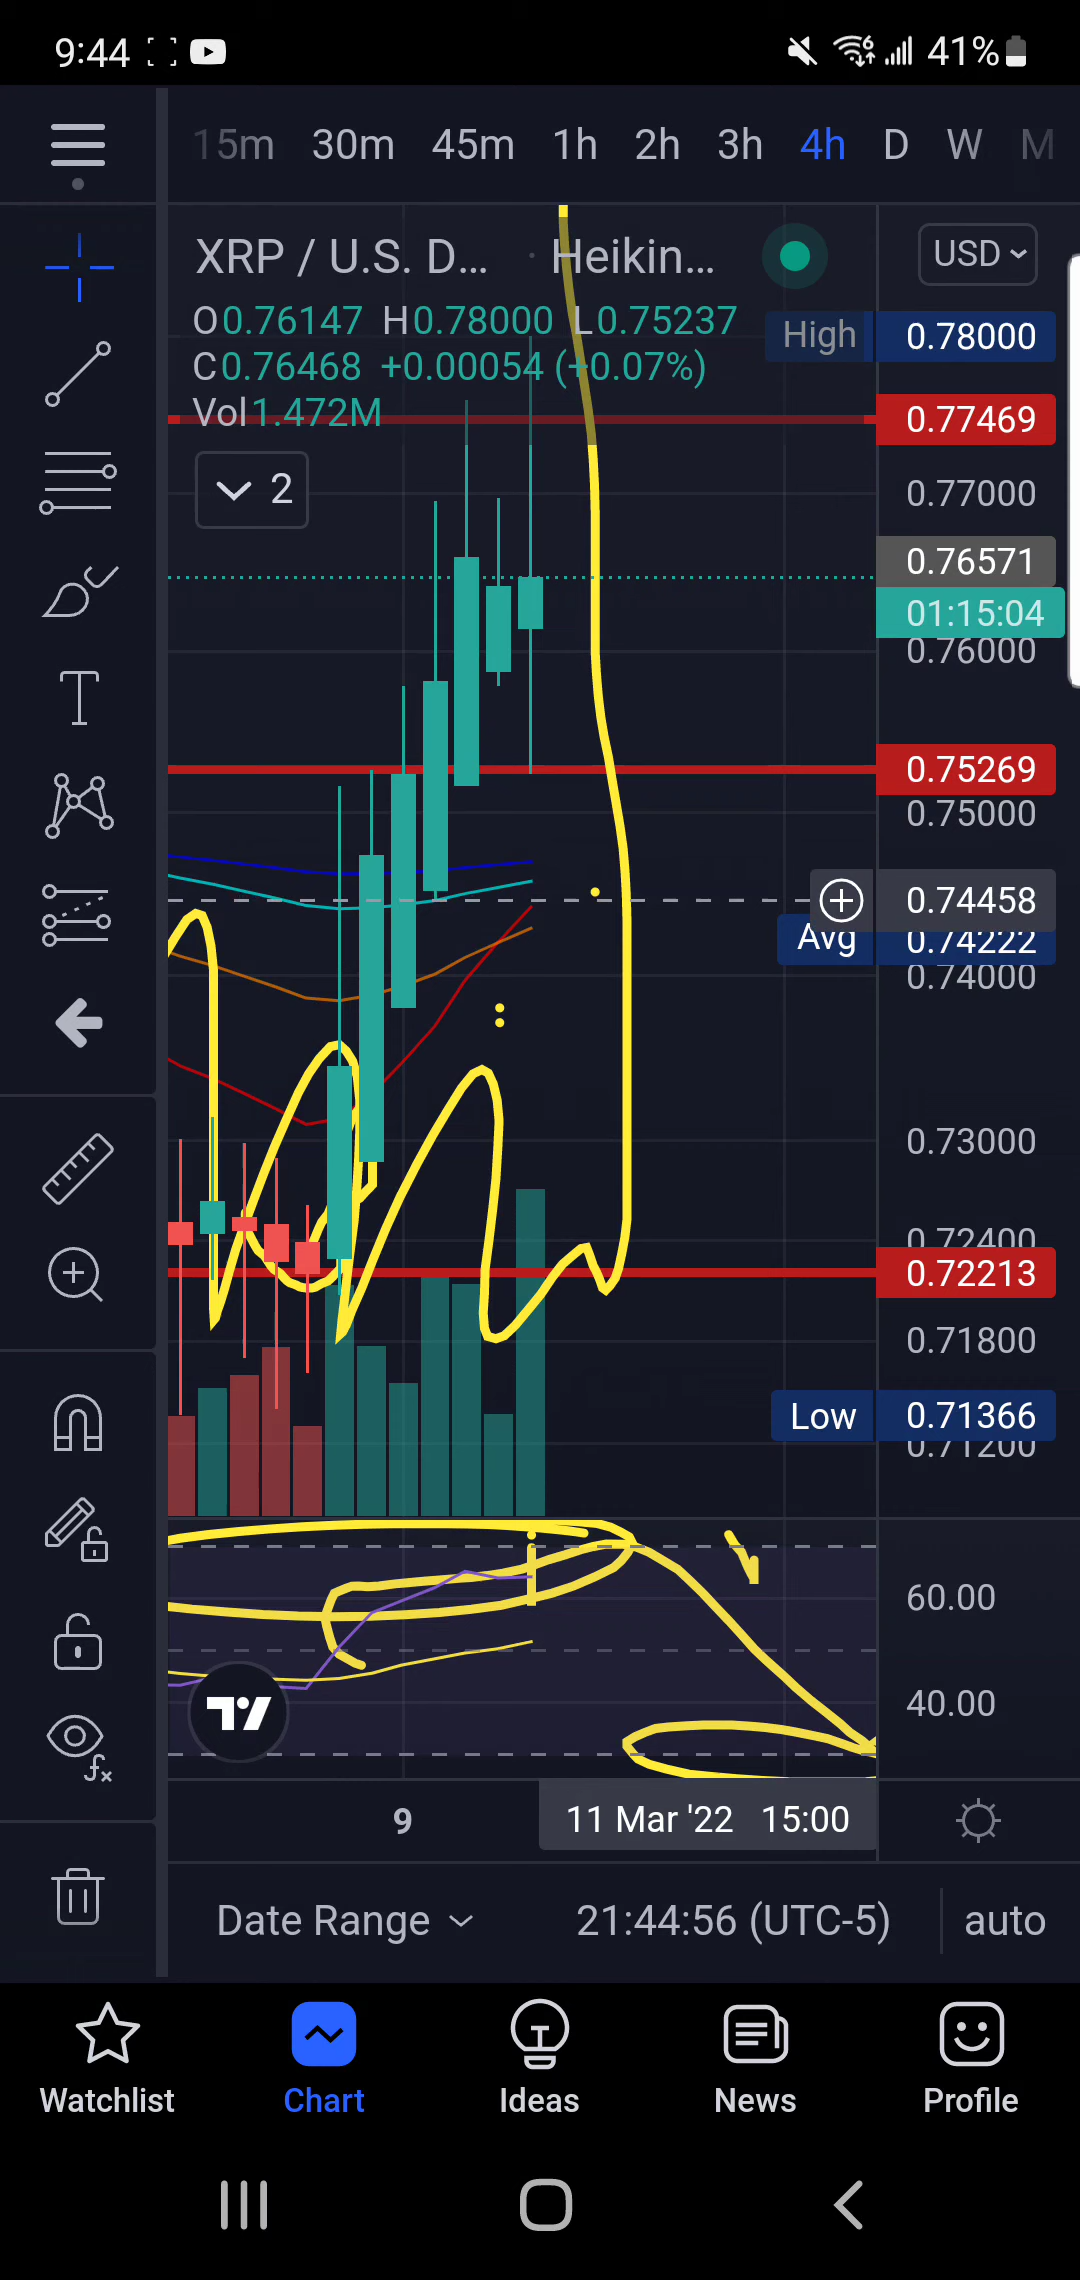 9:44 41%
15m 30m 45m 1h 2h 3h 4h D W M
XRP / U.S. D... · Heikin... USD
O0.76147 H0.78000 L0.75237
High 0.78000
C0.76468 +0.00054 (+0.07%)
Vol1.472M
0.77469
2
0.77000
0.76571
01:15:04
0.76000
0.75269
0.75000
0.74458
Avg 0.74222
0.74000
0.73000
0.72400
0.72213
0.71800
Low 0.71366
0.71200
60.00
40.00
9 11 Mar '22 15:00
Date Range 21:44:56 (UTC-5) auto
Watchlist Chart Ideas News Profile